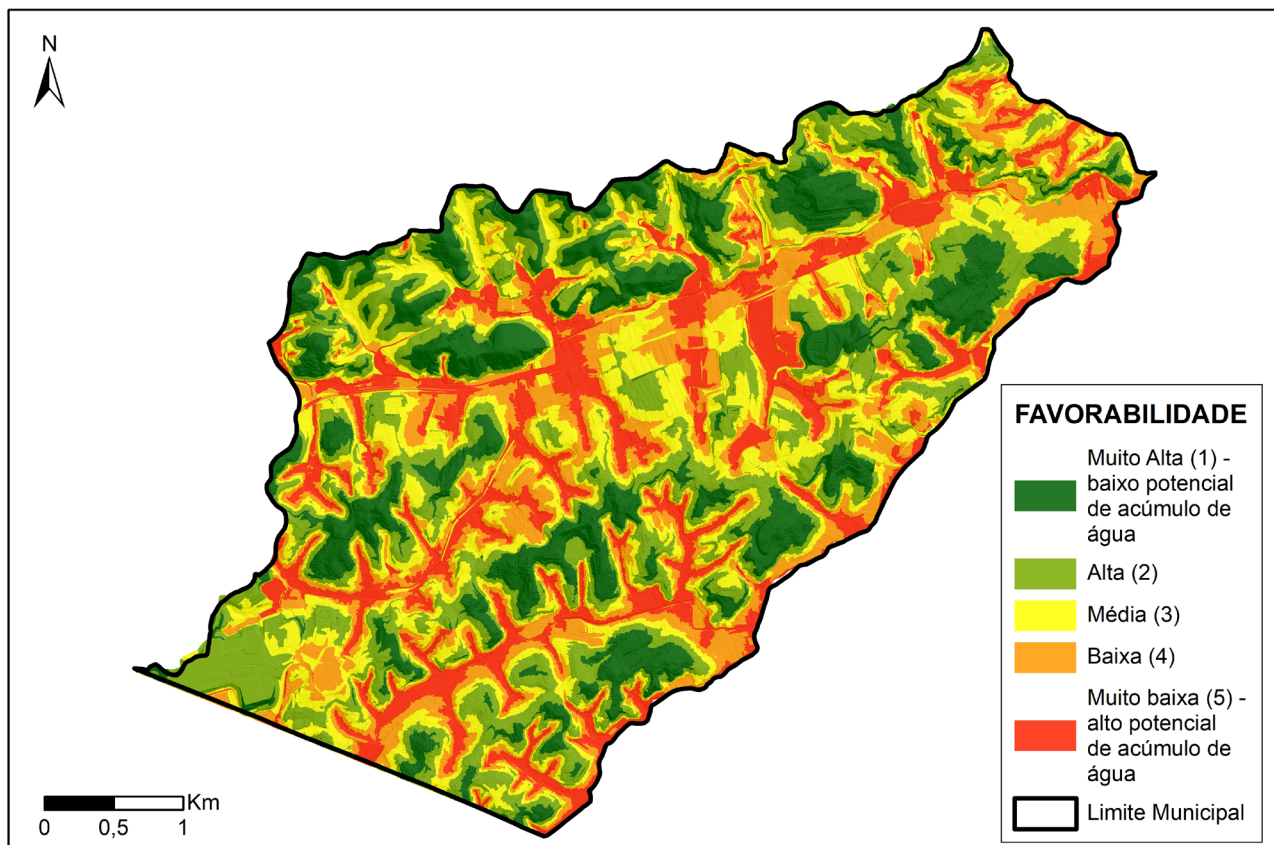 N
FAVORABILIDADE
Muito Alta (1) -
baixo potencial
de acúmulo de
água
Alta (2)
Média (3)
Baixa (4)
Muito baixa (5) -
alto potencial
de acúmulo de
água
Limite Municipal
Km
0 0,5 1